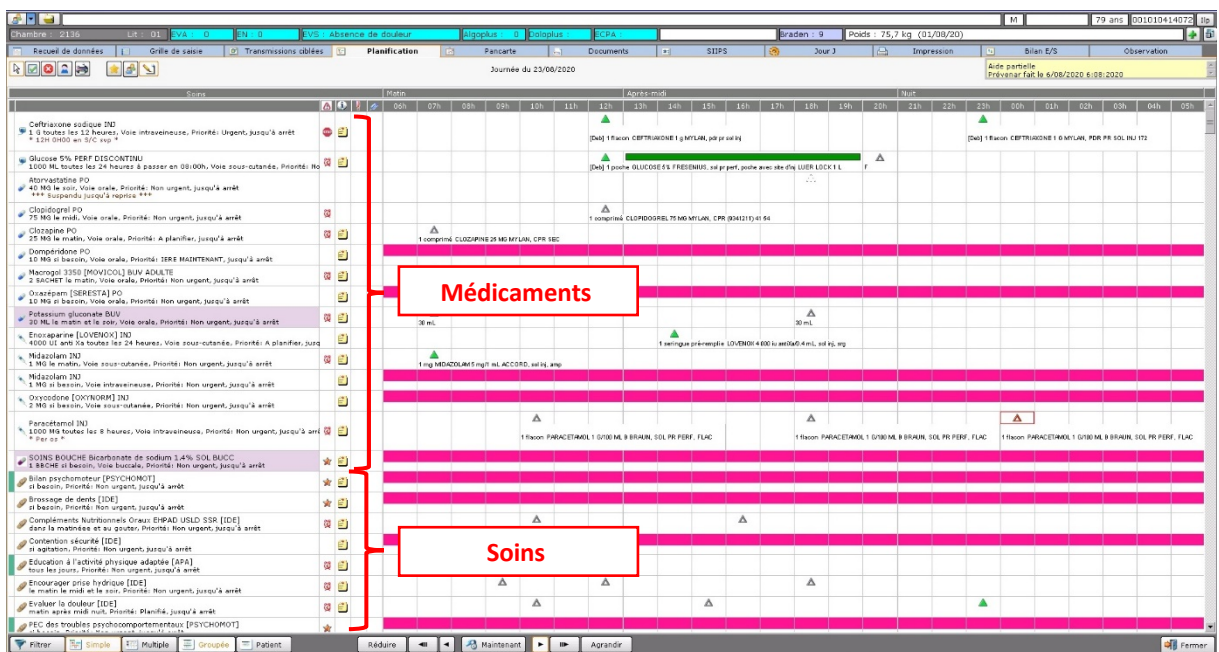 M 79 ans 001010414072 Ilp
Chambre : 2136 Lit : 01 EVA : 0 EN : 0 EVS : Absence de douleur Algoplus : 0 Doloplus : ECPA : Braden : 9 Poids : 75,7 kg (01/08/20)
Recueil de données Grille de saisie Transmissions ciblées Planification Pancarte Documents SIIPS Jour J Impression Bilan E/S Observation
Journée du 23/08/2020
Aide partielle
Prévenar fait le 6/08/2020 6:08:2020
Soins Matin Après-midi Nuit
06h 07h 08h 09h 10h 11h 12h 13h 14h 15h 16h 17h 18h 19h 20h 21h 22h 23h 00h 01h 02h 03h 04h 05h
Ceftriaxone sodique INJ
1 G toutes les 12 heures, Voie intraveineuse, Priorité: Urgent, jusqu'à arrêt
* 12H 0H00 en S/C svp *
[Deb] 1 flacon CEFTRIAXONE 1 g MYLAN, pdr pr sol inj
[Deb] 1 flacon CEFTRIAXONE 1 G MYLAN, PDR PR SOL INJ 172
Glucose 5% PERF DISCONTINU
1000 ML toutes les 24 heures à passer en 08:00h, Voie sous-cutanée, Priorité: No
[Deb] 1 poche GLUCOSE 5% FRESENIUS, sol pr perf, poche avec site d'inj LUER LOCK 1 L F
Atorvastatine PO
40 MG le soir, Voie orale, Priorité: Non urgent, jusqu'à arrêt
*** Suspendu jusqu'à reprise ***
Clopidogrel PO
75 MG le midi, Voie orale, Priorité: Non urgent, jusqu'à arrêt
1 comprimé CLOPIDOGREL 75 MG MYLAN, CPR (9341211) 41 64
Clozapine PO
25 MG le matin, Voie orale, Priorité: A planifier, jusqu'à arrêt
1 comprimé CLOZAPINE 25 MG MYLAN, CPR SEC
Dompéridone PO
10 MG si besoin, Voie orale, Priorité: 1ERE MAINTENANT, jusqu'à arrêt
Macrogol 3350 [MOVICOL] BUV ADULTE
2 SACHET le matin, Voie orale, Priorité: Non urgent, jusqu'à arrêt
Médicaments
Oxazépam [SERESTA] PO
10 MG si besoin, Voie orale, Priorité: Non urgent, jusqu'à arrêt
Potassium gluconate BUV
30 ML le matin et le soir, Voie orale, Priorité: Non urgent, jusqu'à arrêt
30 mL 30 mL
Enoxaparine [LOVENOX] INJ
4000 UI anti Xa toutes les 24 heures, Voie sous-cutanée, Priorité: A planifier, jusq
1 seringue pré-remplie LOVENOX 4 000 iu antiXa/0.4 mL, sol inj, srg
Midazolam INJ
1 MG le matin, Voie sous-cutanée, Priorité: Non urgent, jusqu'à arrêt
1 mg MIDAZOLAM 5 mg/1 mL ACCORD, sol inj, amp
Midazolam INJ
1 MG si besoin, Voie intraveineuse, Priorité: Non urgent, jusqu'à arrêt
Oxycodone [OXYNORM] INJ
2 MG si besoin, Voie sous-cutanée, Priorité: Non urgent, jusqu'à arrêt
Paracétamol INJ
1000 MG toutes les 8 heures, Voie intraveineuse, Priorité: Non urgent, jusqu'à arrê
* Per os *
1 flacon PARACETAMOL 1 G/100 ML B BRAUN, SOL PR PERF, FLAC
1 flacon PARACETAMOL 1 G/100 ML B BRAUN, SOL PR PERF, FLAC
1 flacon PARACETAMOL 1 G/100 ML B BRAUN, SOL PR PERF, FLAC
SOINS BOUCHE Bicarbonate de sodium 1.4% SOL BUCC
1 BBCHE si besoin, Voie buccale, Priorité: Non urgent, jusqu'à arrêt
Bilan psychomoteur [PSYCHOMOT]
si besoin, Priorité: Non urgent, jusqu'à arrêt
Brossage de dents [IDE]
si besoin, Priorité: Non urgent, jusqu'à arrêt
Compléments Nutritionnels Oraux EHPAD USLD SSR [IDE]
dans la matinées et au gouter, Priorité: Non urgent, jusqu'à arrêt
Contention sécurité [IDE]
si agitation, Priorité: Non urgent, jusqu'à arrêt
Soins
Education à l'activité physique adaptée [APA]
tous les jours, Priorité: Non urgent, jusqu'à arrêt
Encourager prise hydrique [IDE]
le matin le midi et le soir, Priorité: Non urgent, jusqu'à arrêt
Evaluer la douleur [IDE]
matin après midi nuit, Priorité: Planifié, jusqu'à arrêt
PEC des troubles psychocomportementaux [PSYCHOMOT]
Filtrer Simple Multiple Groupée Patient Réduire Maintenant Agrandir Fermer